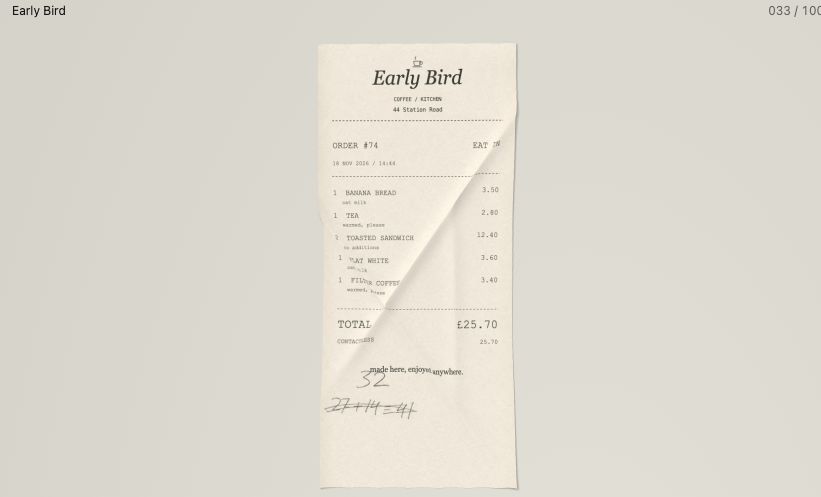 Early Bird
033 / 100
Early Bird
COFFEE / KITCHEN
44 Station Road
ORDER #74 EAT IN
18 NOV 2026 / 14:44
1 BANANA BREAD 3.50
oat milk
1 TEA 2.80
warmed, please
TOASTED SANDWICH 12.40
additions
1 WHITE 3.60
1 COFFEE 3.40
warmed,
TOTAL £25.70
CONTACTLESS 25.70
made here, enjoyed anywhere.
32
27+14=41